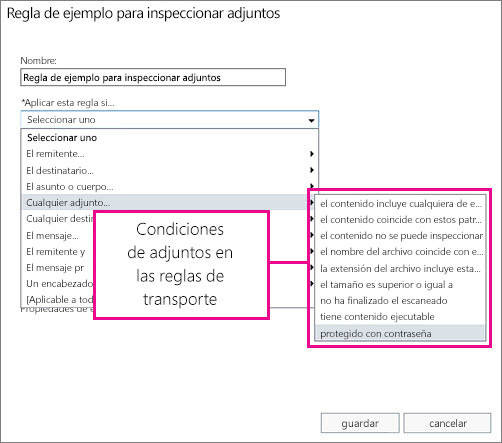 Regla de ejemplo para inspeccionar adjuntos
Nombre:
Regla de ejemplo para inspeccionar adjuntos
*Aplicar esta regla si...
Seleccionar uno
Seleccionar uno
El remitente...
El destinatario...
El asunto o cuerpo...
Cualquier adjunto...
Cualquier destin
El mensaje...
El remitente y
El mensaje pr
Un encabezado
[Aplicable a tod
Propiedades de e
Condiciones
de adjuntos en
las reglas de
transporte
el contenido incluye cualquiera de e...
el contenido coincide con estos patr...
el contenido no se puede inspeccionar
el nombre del archivo coincide con e...
la extensión del archivo incluye esta...
el tamaño es superior o igual a
no ha finalizado el escaneado
tiene contenido ejecutable
protegido con contraseña
guardar
cancelar